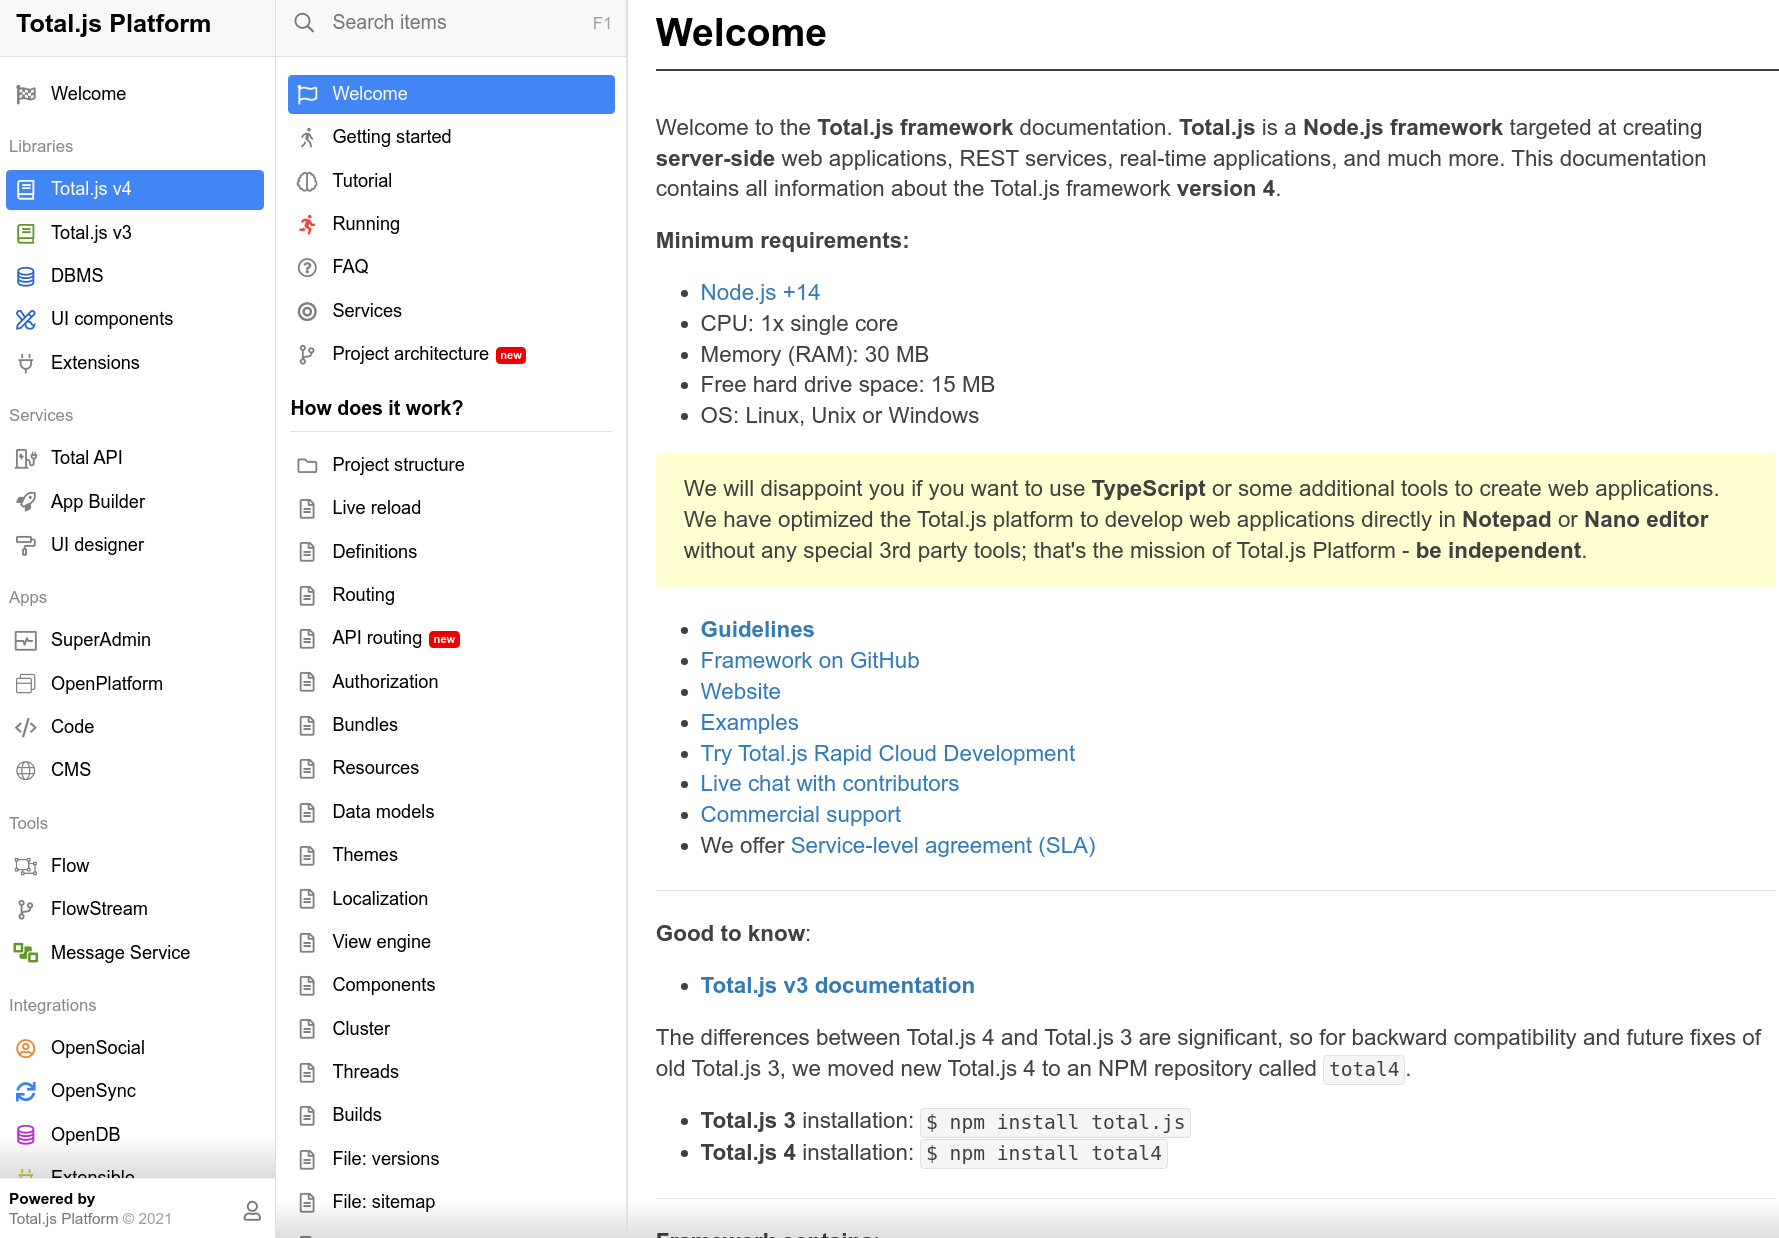 Total.js Platform
Welcome
Libraries
Total.js v4
Total.js v3
DBMS
UI components
Extensions
Services
Total API
App Builder
UI designer
Apps
SuperAdmin
OpenPlatform
Code
CMS
Tools
Flow
FlowStream
Message Service
Integrations
OpenSocial
OpenSync
OpenDB
Extensible
Powered by
Total.js Platform © 2021
Search items F1
Welcome
Getting started
Tutorial
Running
FAQ
Services
Project architecture new
How does it work?
Project structure
Live reload
Definitions
Routing
API routing new
Authorization
Bundles
Resources
Data models
Themes
Localization
View engine
Components
Cluster
Threads
Builds
File: versions
File: sitemap
Welcome
Welcome to the Total.js framework documentation. Total.js is a Node.js framework targeted at creating
server-side web applications, REST services, real-time applications, and much more. This documentation
contains all information about the Total.js framework version 4.
Minimum requirements:
• Node.js +14
• CPU: 1x single core
• Memory (RAM): 30 MB
• Free hard drive space: 15 MB
• OS: Linux, Unix or Windows
We will disappoint you if you want to use TypeScript or some additional tools to create web applications.
We have optimized the Total.js platform to develop web applications directly in Notepad or Nano editor
without any special 3rd party tools; that's the mission of Total.js Platform - be independent.
• Guidelines
• Framework on GitHub
• Website
• Examples
• Try Total.js Rapid Cloud Development
• Live chat with contributors
• Commercial support
• We offer Service-level agreement (SLA)
Good to know:
• Total.js v3 documentation
The differences between Total.js 4 and Total.js 3 are significant, so for backward compatibility and future fixes of
old Total.js 3, we moved new Total.js 4 to an NPM repository called total4.
• Total.js 3 installation: $ npm install total.js
• Total.js 4 installation: $ npm install total4
Framework contains: